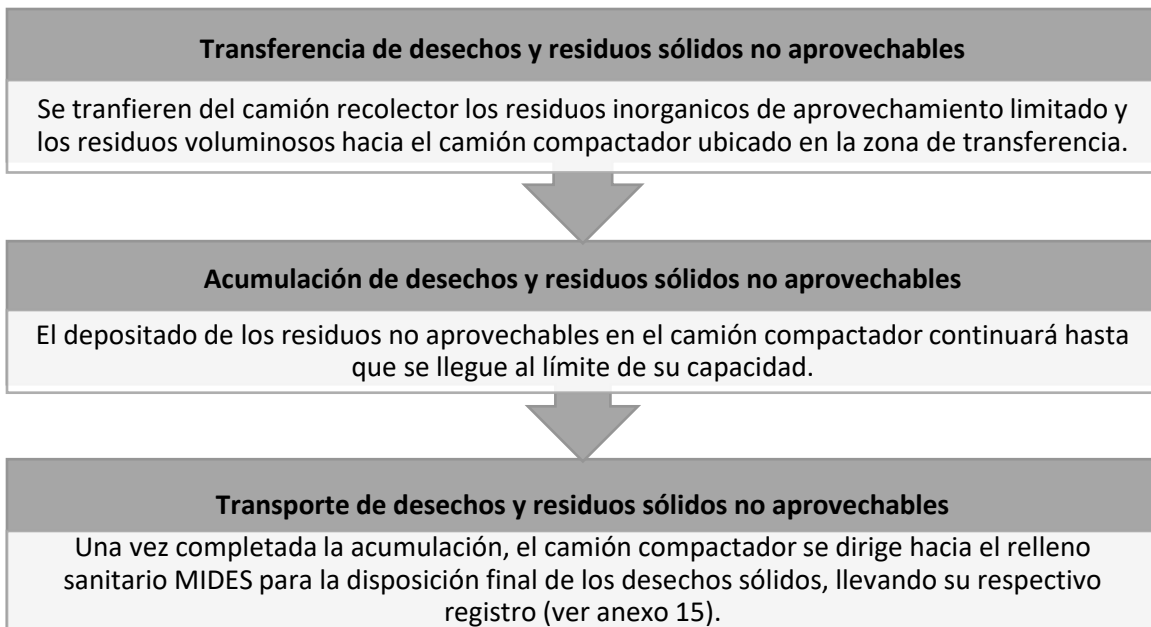 Transferencia de desechos y residuos sólidos no aprovechables
Se tranfieren del camión recolector los residuos inorganicos de aprovechamiento limitado y
los residuos voluminosos hacia el camión compactador ubicado en la zona de transferencia.
Acumulación de desechos y residuos sólidos no aprovechables
El depositado de los residuos no aprovechables en el camión compactador continuará hasta
que se llegue al límite de su capacidad.
Transporte de desechos y residuos sólidos no aprovechables
Una vez completada la acumulación, el camión compactador se dirige hacia el relleno
sanitario MIDES para la disposición final de los desechos sólidos, llevando su respectivo
registro (ver anexo 15).